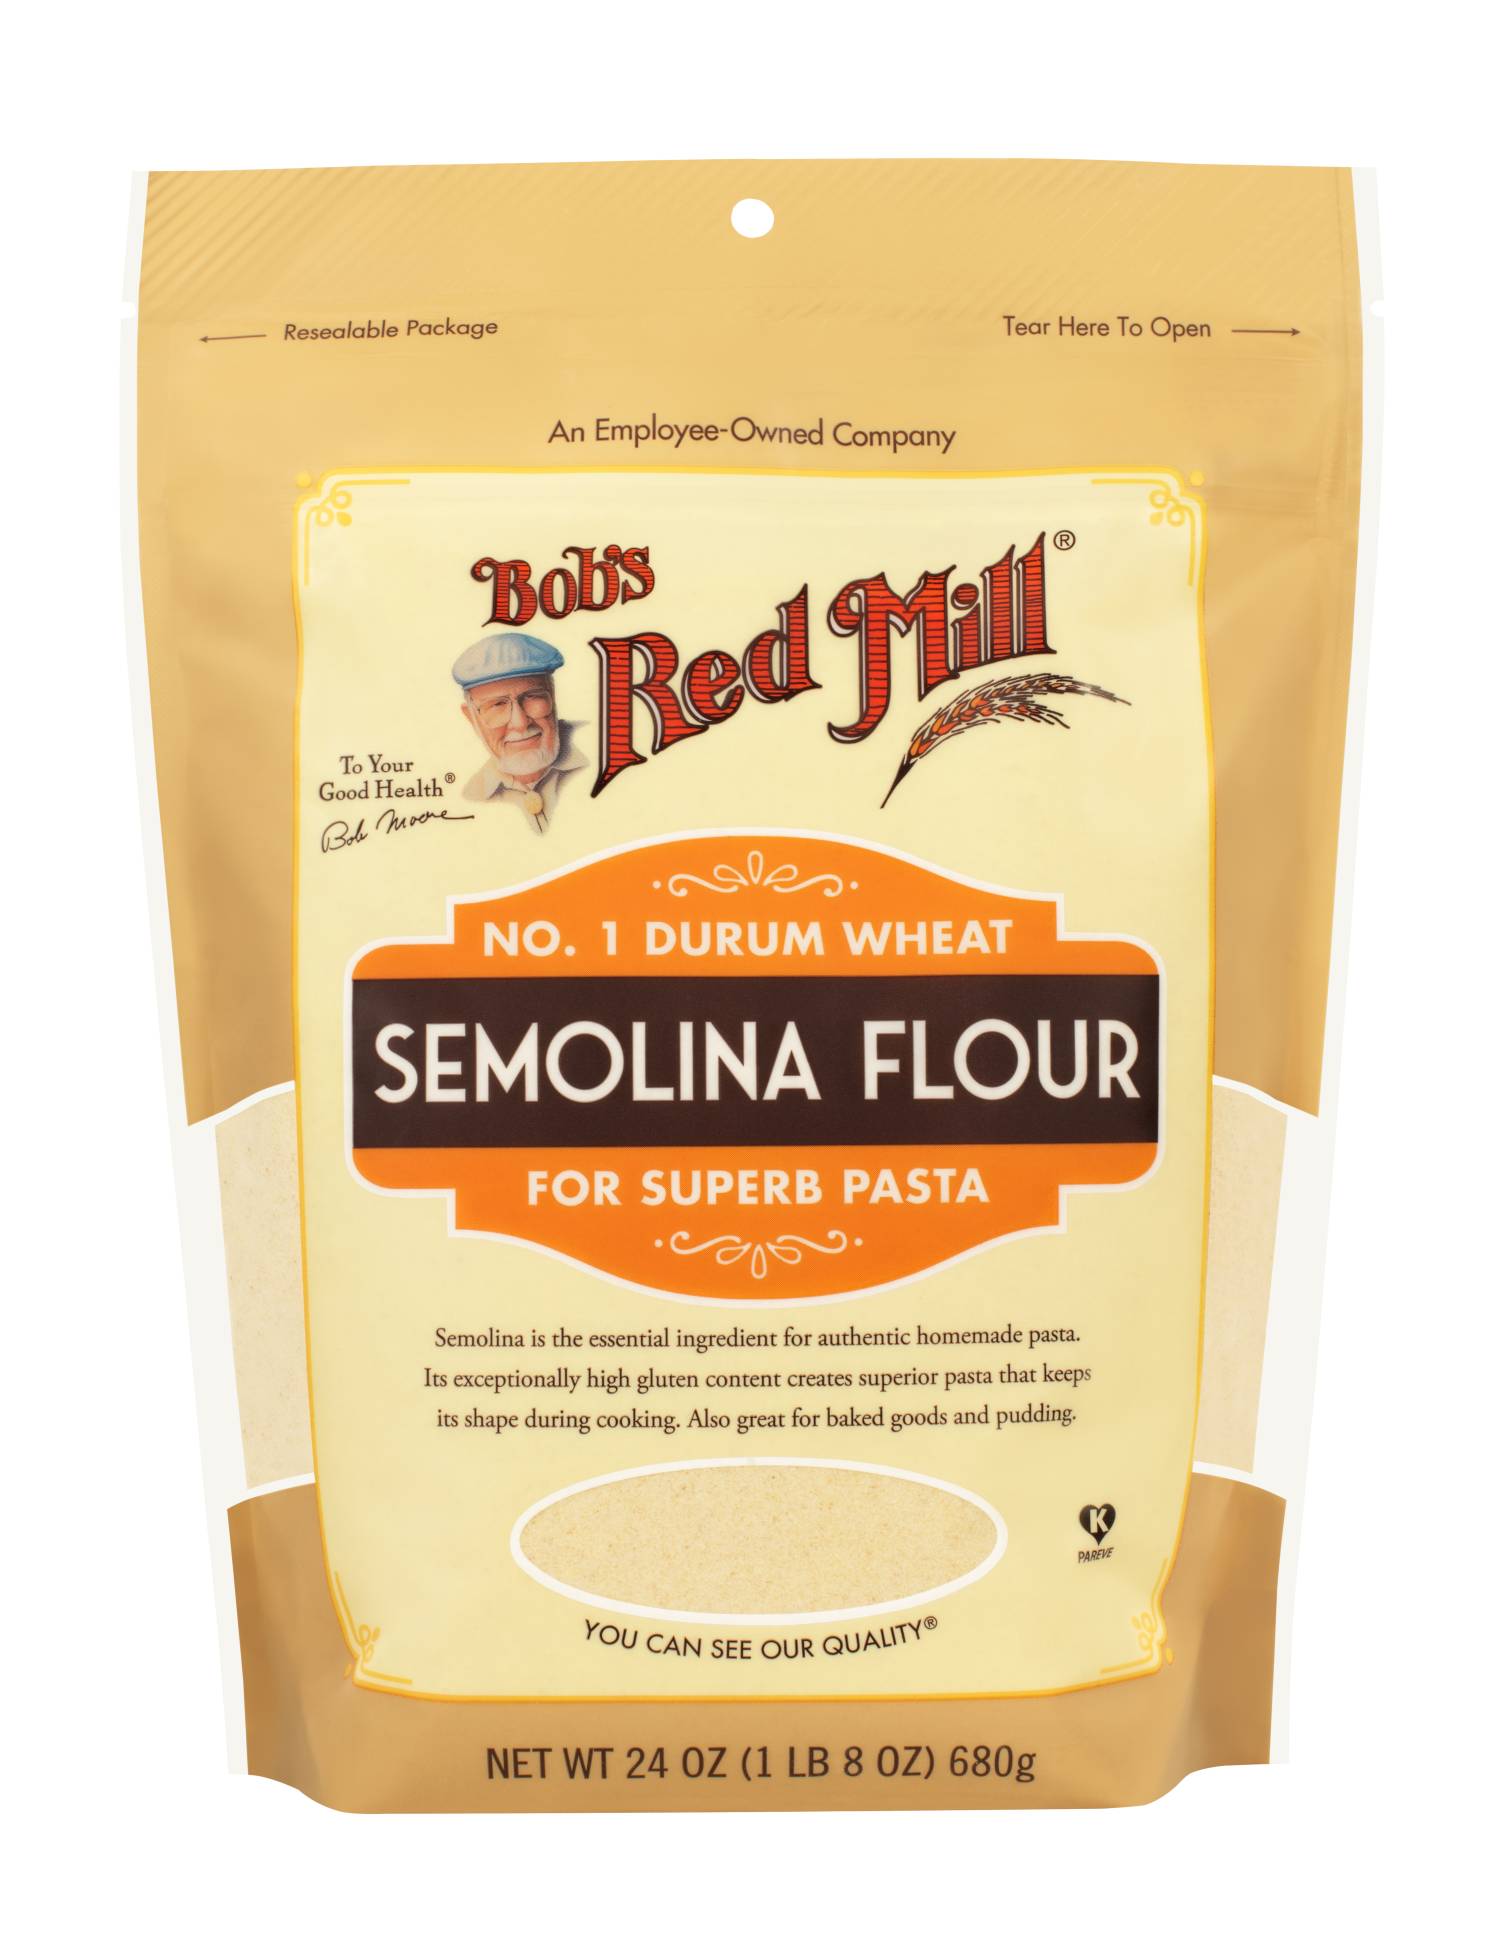 Resealable Package
Tear Here To Open
An Employee-Owned Company
Bob's
Red Mill®
To Your
Good Health®
Bob Moore
NO. 1 DURUM WHEAT
SEMOLINA FLOUR
FOR SUPERB PASTA
Semolina is the essential ingredient for authentic homemade pasta.
Its exceptionally high gluten content creates superior pasta that keeps
its shape during cooking. Also great for baked goods and pudding.
K
PAREVE
YOU CAN SEE OUR QUALITY®
NET WT 24 OZ (1 LB 8 OZ) 680g